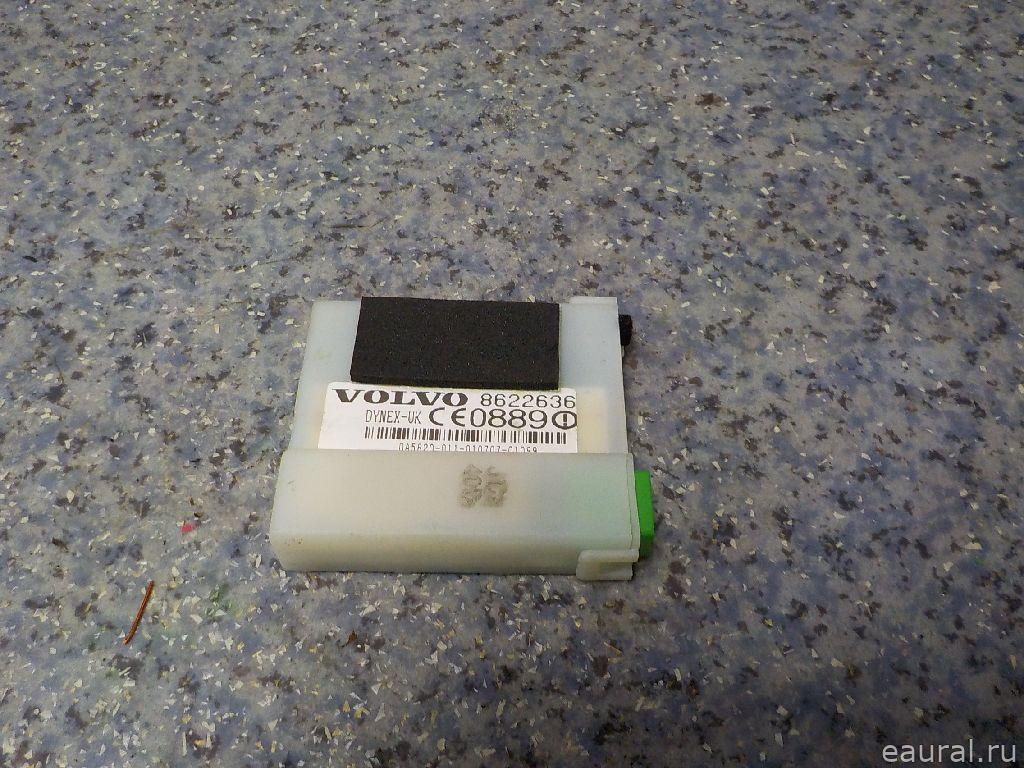 VOLVO 8622636
DYNEX-UK CE0889
eaural.ru